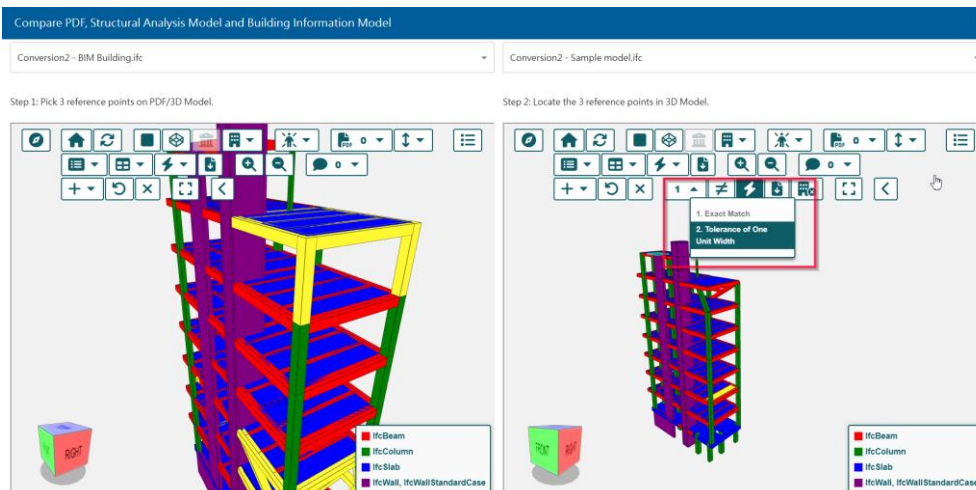 Compare PDF, Structural Analysis Model and Building Information Model
Conversion2 - BIM Building.ifc
Conversion2 - Sample model.ifc
Step 1: Pick 3 reference points on PDF/3D Model.
Step 2: Locate the 3 reference points in 3D Model.
PDF 0
0
PDF 0
0
1
1. Exact Match
2. Tolerance of One
Unit Width
RIGHT
IfcBeam
IfcColumn
IfcSlab
IfcWall, IfcWallStandardCase
FRONT
RIGHT
IfcBeam
IfcColumn
IfcSlab
IfcWall, IfcWallStandardCase